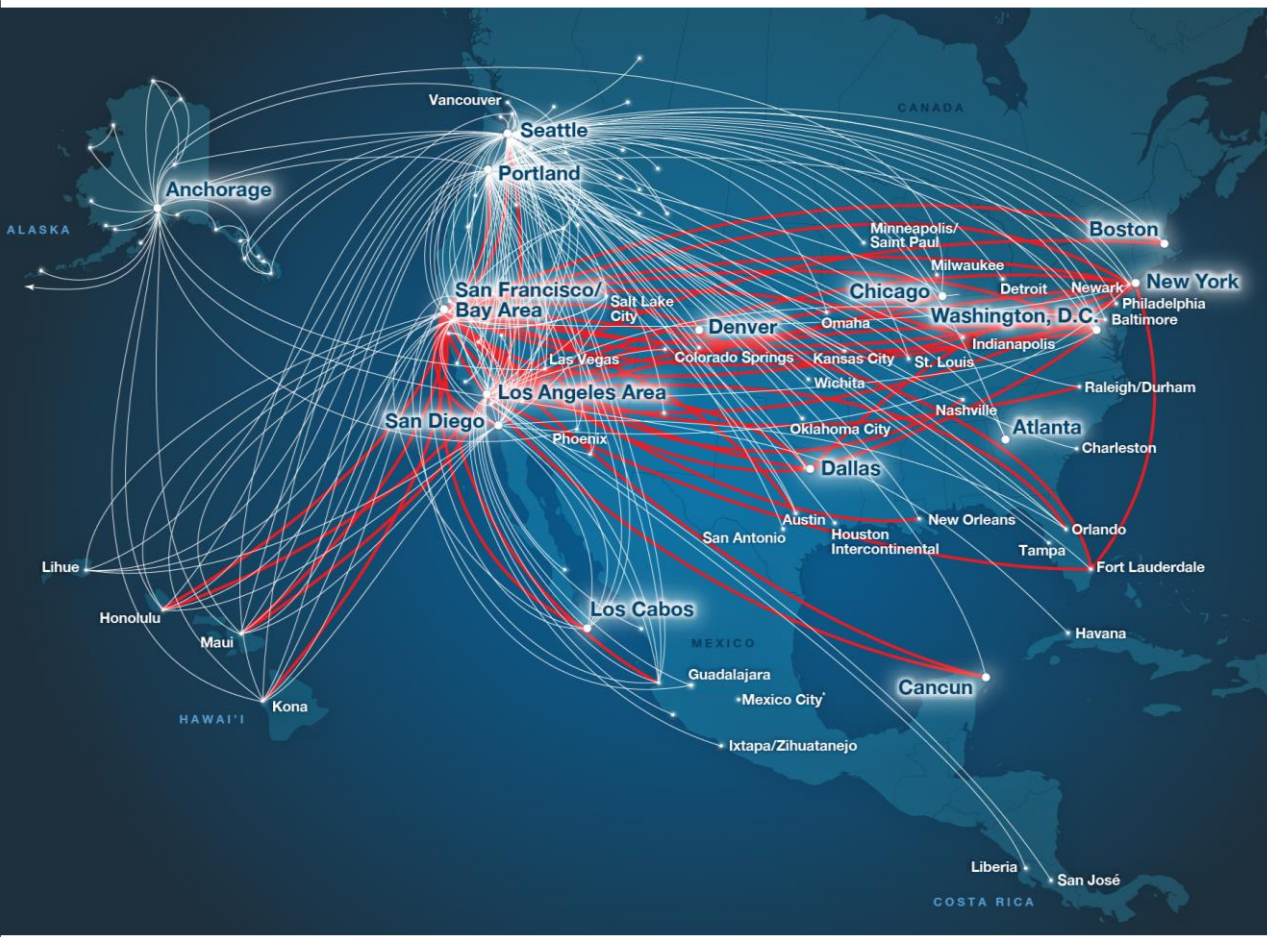 CANADA
Vancouver
Seattle
Portland
Anchorage
ALASKA
Minneapolis/
Saint Paul
Boston
Milwaukee
Detroit
Newark
New York
Chicago
San Francisco/
Bay Area
Salt Lake
City
Philadelphia
Washington, D.C.
Baltimore
Omaha
Denver
Indianapolis
Las Vegas
Colorado Springs
Kansas City
St. Louis
Wichita
Raleigh/Durham
Los Angeles Area
Nashville
San Diego
Phoenix
Oklahoma City
Atlanta
Charleston
Dallas
Austin
New Orleans
San Antonio
Houston
Intercontinental
Orlando
Tampa
Fort Lauderdale
Lihue
Honolulu
Maui
Los Cabos
Havana
MEXICO
Guadalajara
Cancun
Mexico City*
Kona
HAWAI'I
Ixtapa/Zihuatanejo
Liberia
San José
COSTA RICA